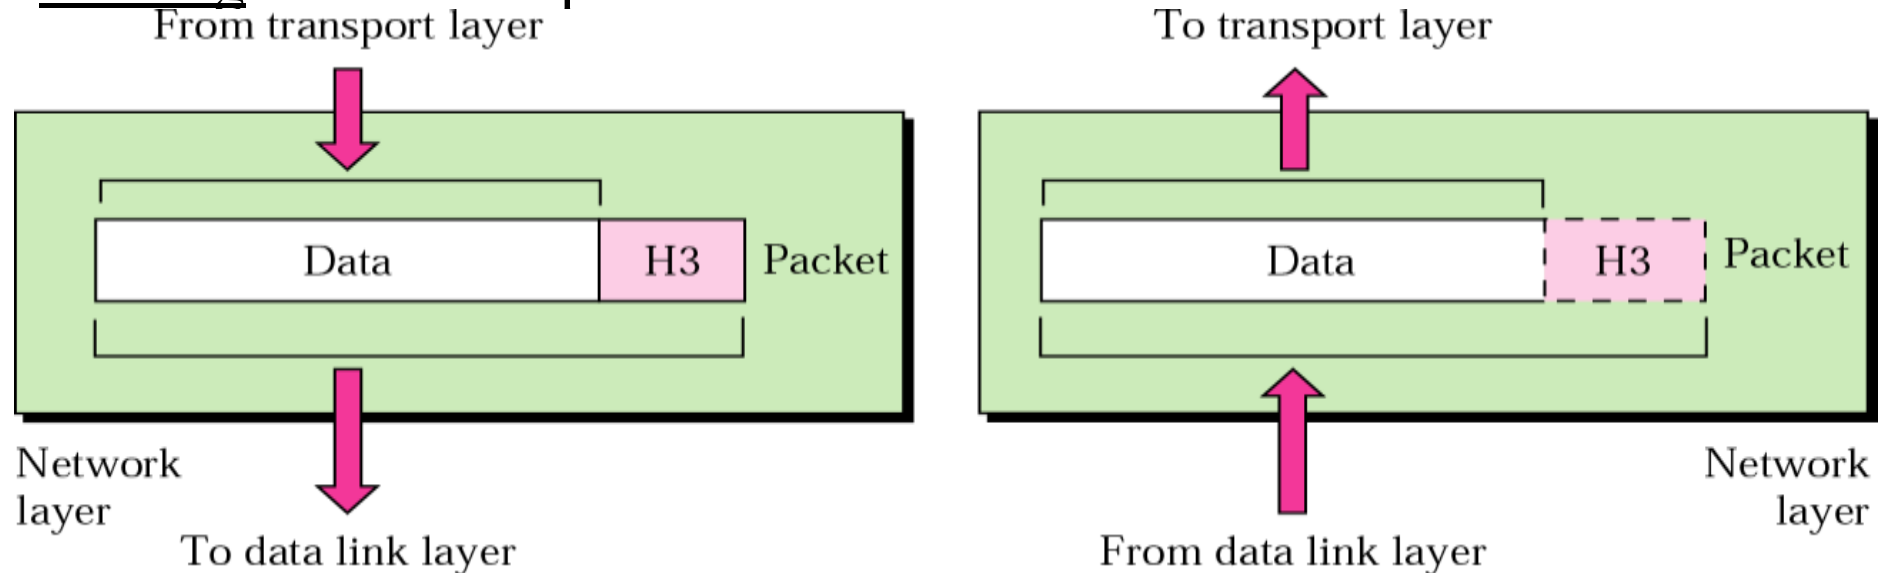 From transport layer
To transport layer
Data
H3
Packet
Data
H3
Packet
Network
layer
Network
layer
To data link layer
From data link layer